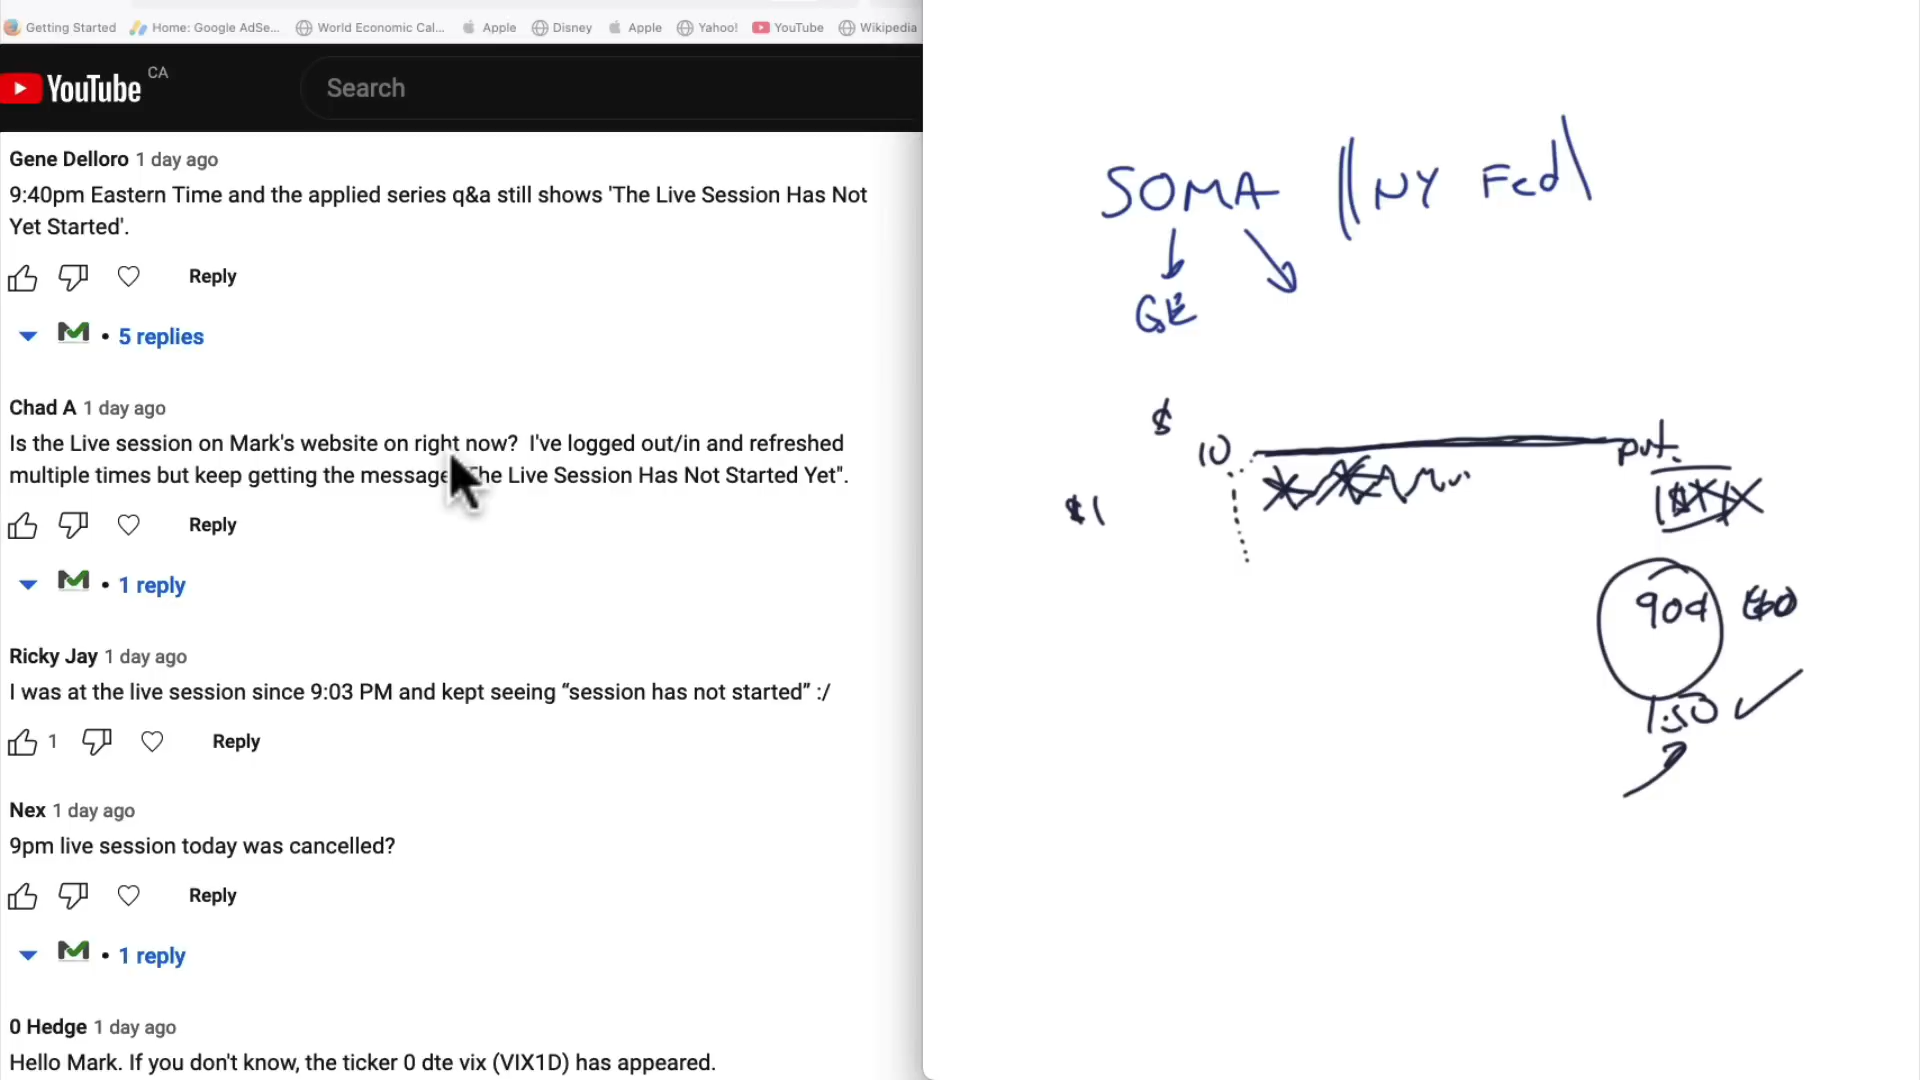 Getting Started Home: Google AdSe... World Economic Cal... Apple Disney Apple Yahoo! YouTube Wikipedia
YouTube CA
Search
Gene Delloro 1 day ago
9:40pm Eastern Time and the applied series q&a still shows 'The Live Session Has Not
Yet Started'.
Reply
• 5 replies
Chad A 1 day ago
Is the Live session on Mark's website on right now? I've logged out/in and refreshed
multiple times but keep getting the message he Live Session Has Not Started Yet".
Reply
• 1 reply
Ricky Jay 1 day ago
I was at the live session since 9:03 PM and kept seeing “session has not started” :/
1 Reply
Nex 1 day ago
9pm live session today was cancelled?
Reply
• 1 reply
0 Hedge 1 day ago
Hello Mark. If you don't know, the ticker 0 dte vix (VIX1D) has appeared.
SOMA NY Fed
$
10 put
$1
90d
1.50